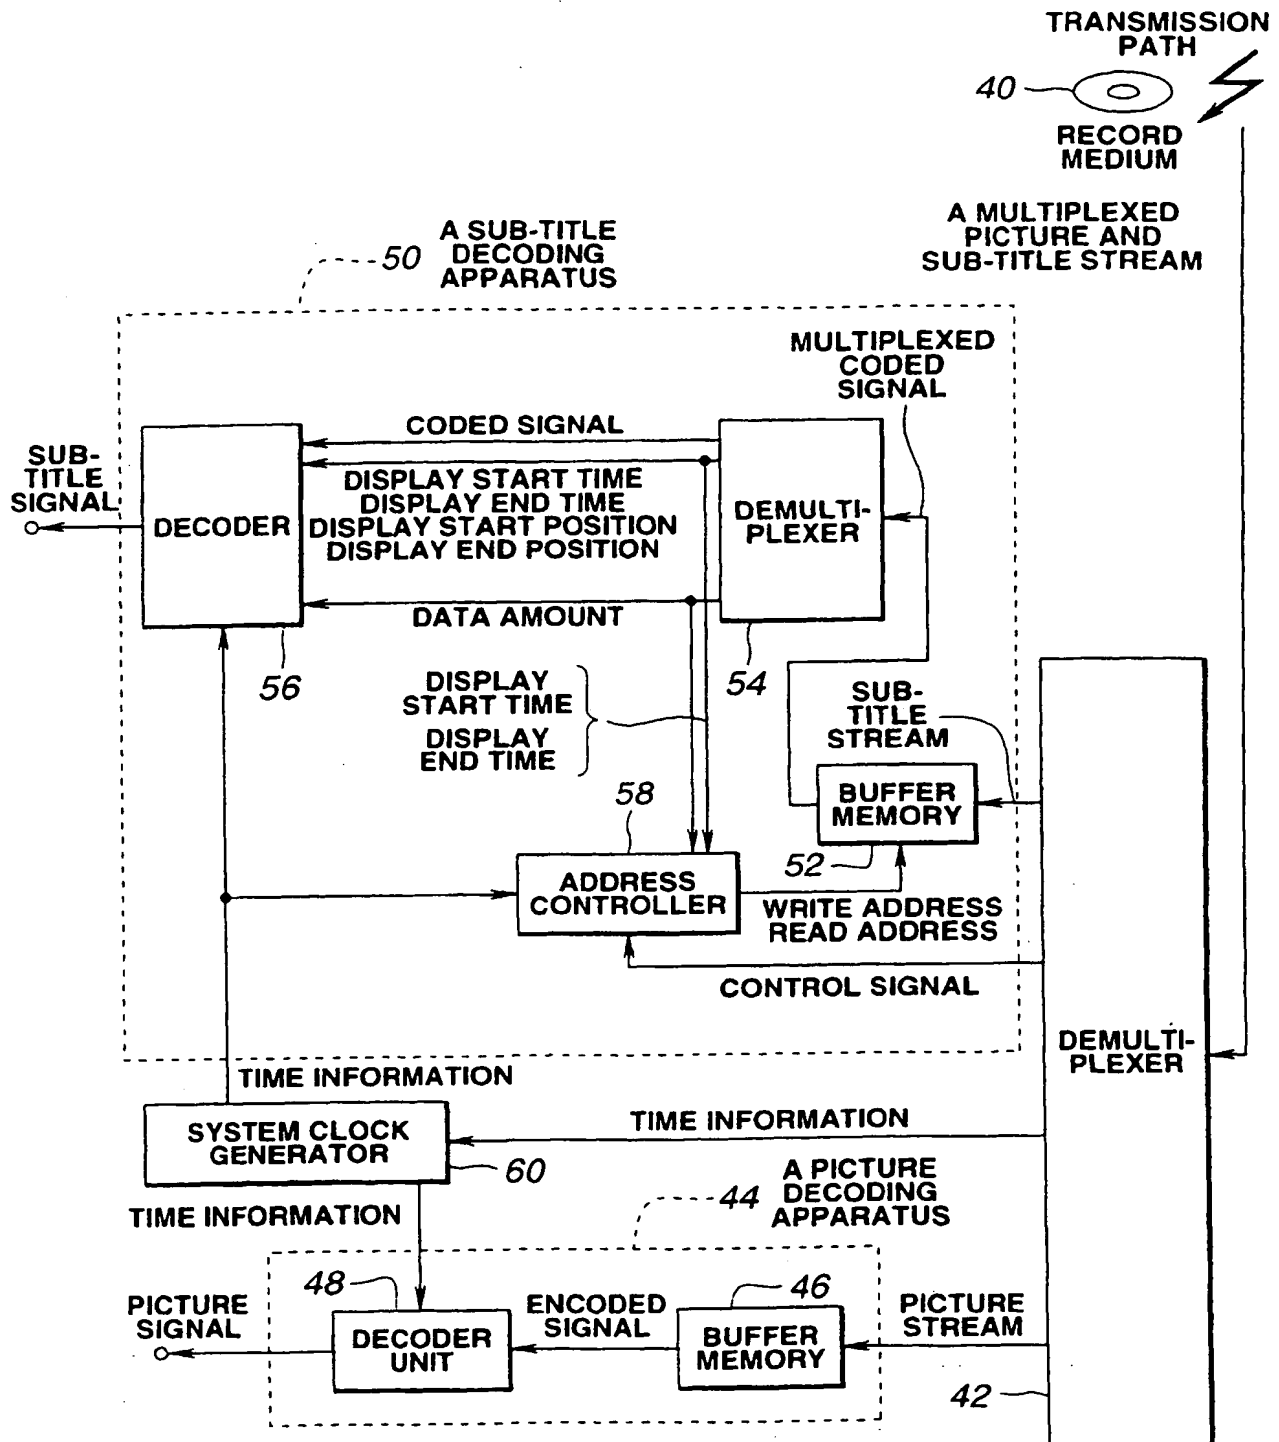 TRANSMISSION
PATH
40
RECORD
MEDIUM
A MULTIPLEXED
PICTURE AND
SUB-TITLE STREAM
A SUB-TITLE
DECODING
APPARATUS
50
MULTIPLEXED
CODED
SIGNAL
CODED SIGNAL
SUB-
TITLE
SIGNAL
DECODER
DISPLAY START TIME
DISPLAY END TIME
DISPLAY START POSITION
DISPLAY END POSITION
DEMULTI-
PLEXER
DATA AMOUNT
56
54
DISPLAY
START TIME
DISPLAY
END TIME
SUB-
TITLE
STREAM
58
BUFFER
MEMORY
52
ADDRESS
CONTROLLER
WRITE ADDRESS
READ ADDRESS
CONTROL SIGNAL
DEMULTI-
PLEXER
TIME INFORMATION
SYSTEM CLOCK
GENERATOR
TIME INFORMATION
60
A PICTURE
DECODING
APPARATUS
44
TIME INFORMATION
48
46
PICTURE
SIGNAL
DECODER
UNIT
ENCODED
SIGNAL
BUFFER
MEMORY
PICTURE
STREAM
42